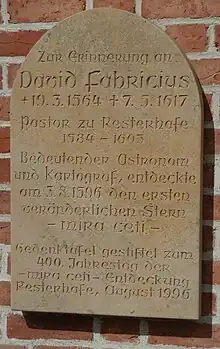 Zur Erinnerung an
David Fabricius
* 9.3.1564 + 7.5.1617
Pastor zu Resterhafe
1584 – 1603
Bedeutender Astronom
und Kartograf, entdeckte
am 3.8.1596 den ersten
veränderlichen Stern
– mira ceti –
Gedenktafel gestiftet zum
400. Jahrestag der
–mira ceti–Entdeckung
Resterhafe, August 1996